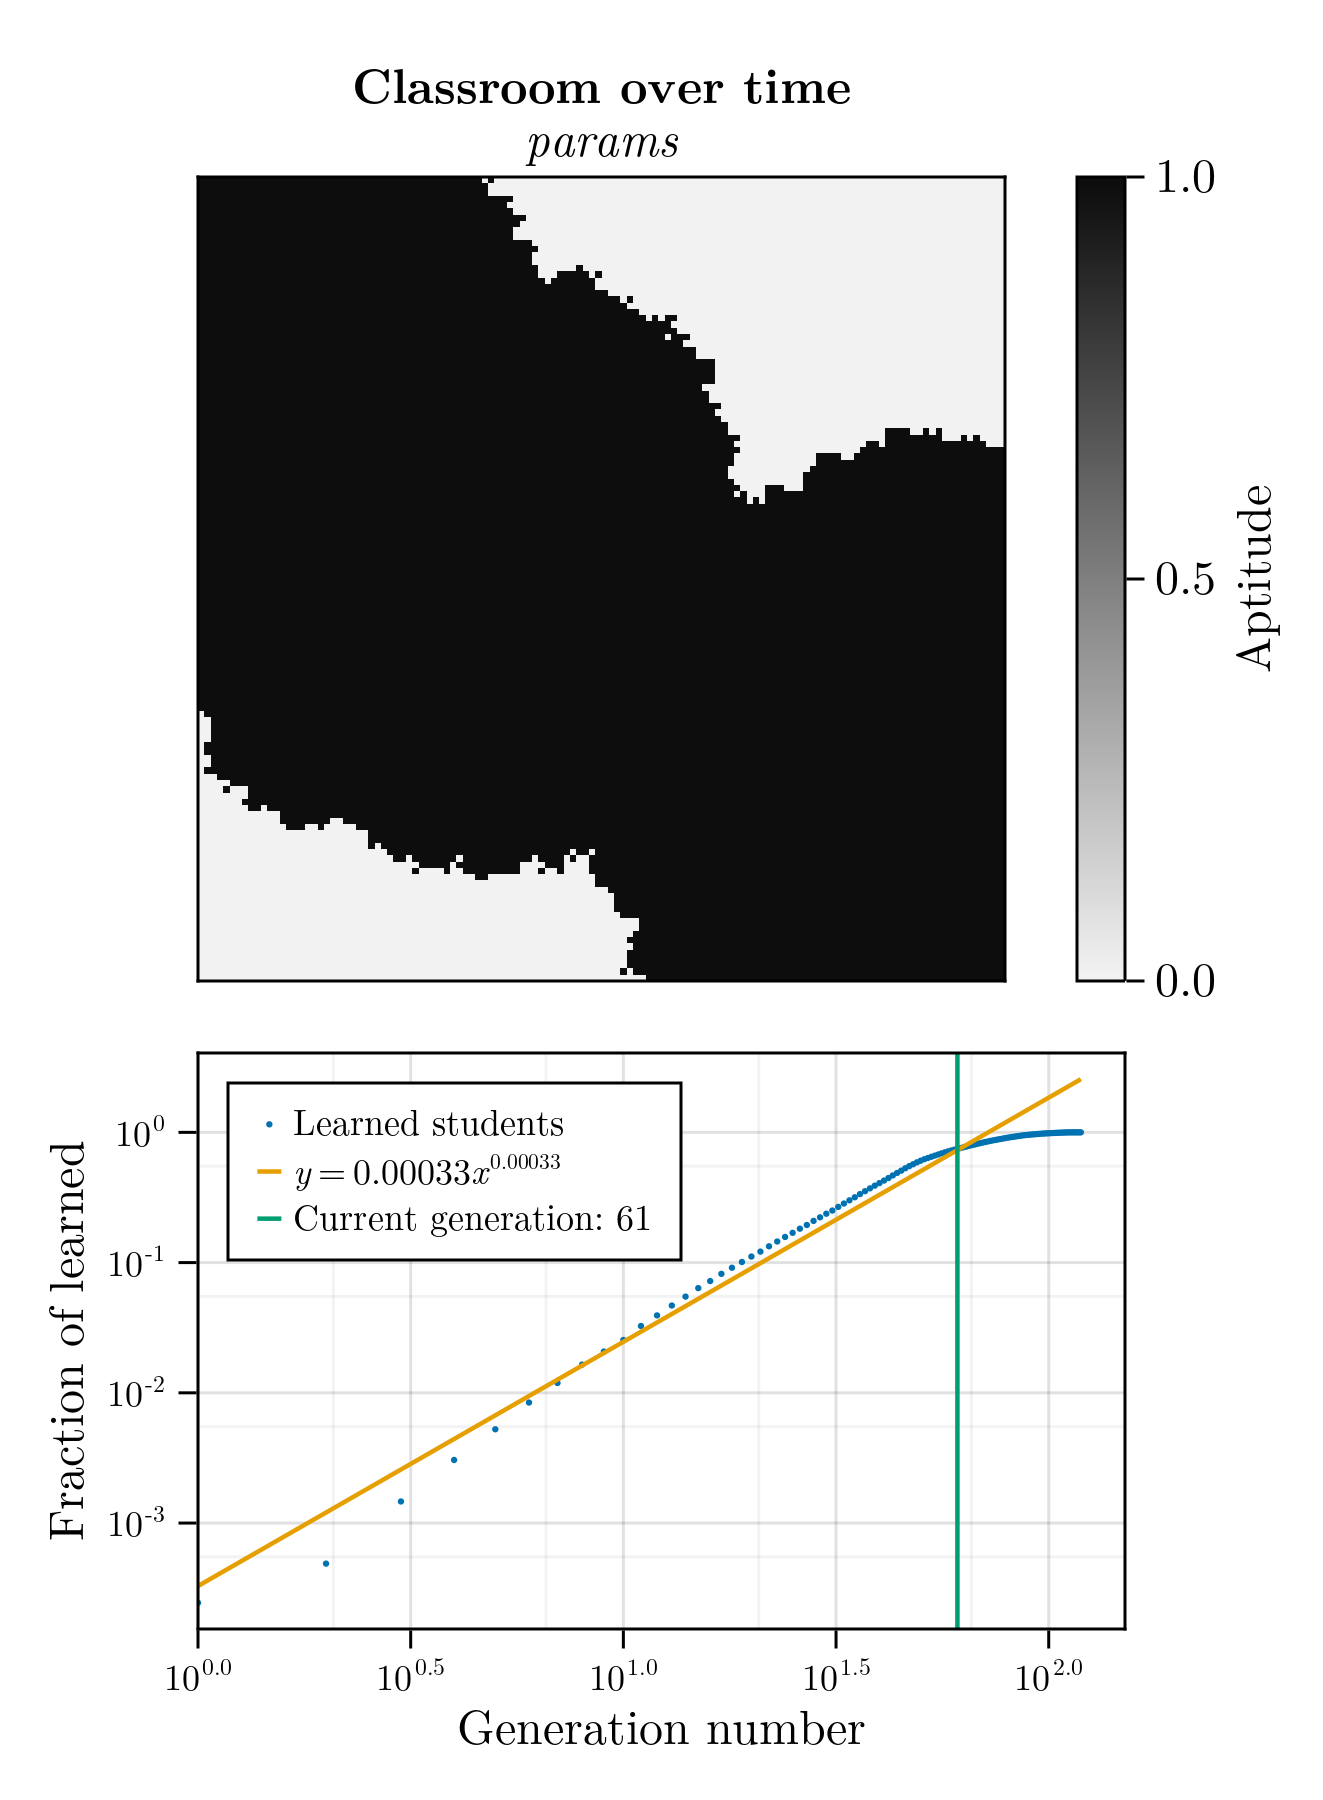 Classroom over time
params
1.0
0.5
0.0
Aptitude
Learned students
y = 0.00033x^0.00033
Current generation: 61
10^0
10^-1
10^-2
10^-3
Fraction of learned
10^0.0 10^0.5 10^1.0 10^1.5 10^2.0
Generation number